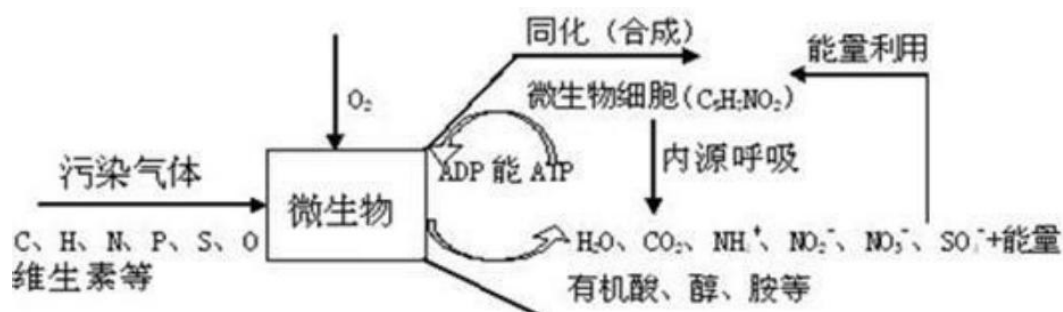 同化（合成）
能量利用
O₂
微生物细胞(C₅H₇NO₂)
污染气体
ADP 能 ATP
内源呼吸
微生物
C、H、N、P、S、O
H₂O、CO₂、NH₄⁺、NO₂⁻、NO₃⁻、SO₄⁻+能量
维生素等
有机酸、醇、胺等